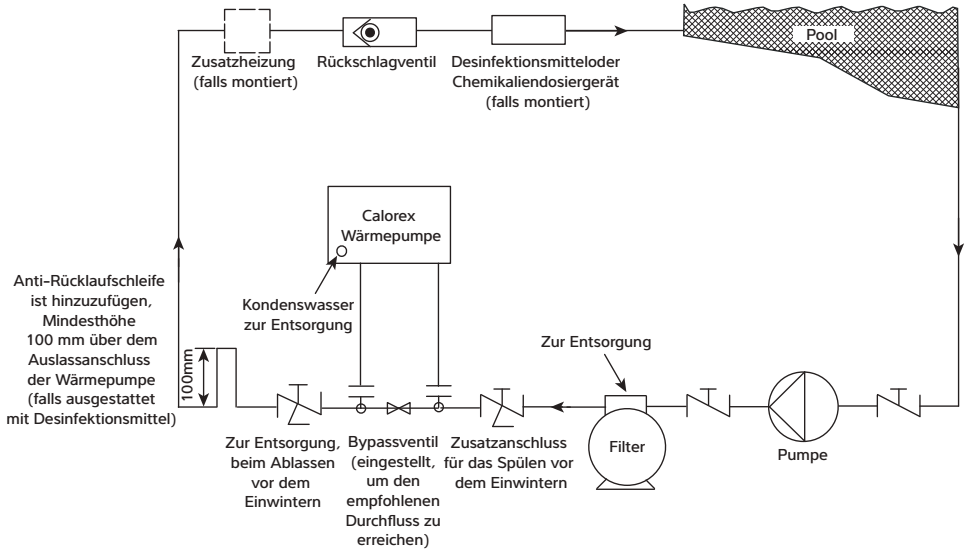 Pool
Zusatzheizung
(falls montiert)
Rückschlagventil
Desinfektionsmitteloder
Chemikaliendosiergerät
(falls montiert)
Calorex
Wärmepumpe
Kondenswasser
zur Entsorgung
Anti-Rücklaufschleife
ist hinzuzufügen,
Mindesthöhe
100 mm über dem
Auslassanschluss
der Wärmepumpe
(falls ausgestattet
mit Desinfektionsmittel)
100mm
Zur Entsorgung
Zur Entsorgung,
beim Ablassen
vor dem
Einwintern
Bypassventil
(eingestellt,
um den
empfohlenen
Durchfluss zu
erreichen)
Zusatzanschluss
für das Spülen vor
dem Einwintern
Filter
Pumpe